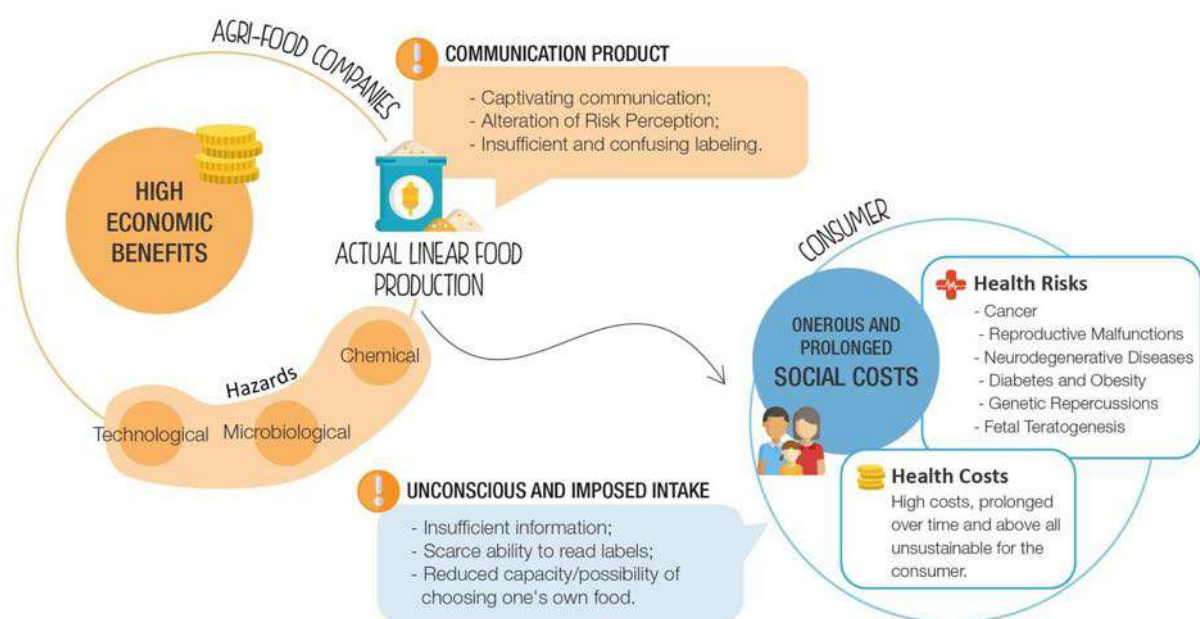 AGRI-FOOD COMPANIES
COMMUNICATION PRODUCT
- Captivating communication;
- Alteration of Risk Perception;
- Insufficient and confusing labeling.
HIGH
ECONOMIC
BENEFITS
ACTUAL LINEAR FOOD
PRODUCTION
Hazards
Chemical
Microbiological
Technological
CONSUMER
ONEROUS AND
PROLONGED
SOCIAL COSTS
Health Risks
- Cancer
- Reproductive Malfunctions
- Neurodegenerative Diseases
- Diabetes and Obesity
- Genetic Repercussions
- Fetal Teratogenesis
Health Costs
High costs, prolonged
over time and above all
unsustainable for the
consumer.
UNCONSCIOUS AND IMPOSED INTAKE
- Insufficient information;
- Scarce ability to read labels;
- Reduced capacity/possibility of
choosing one's own food.